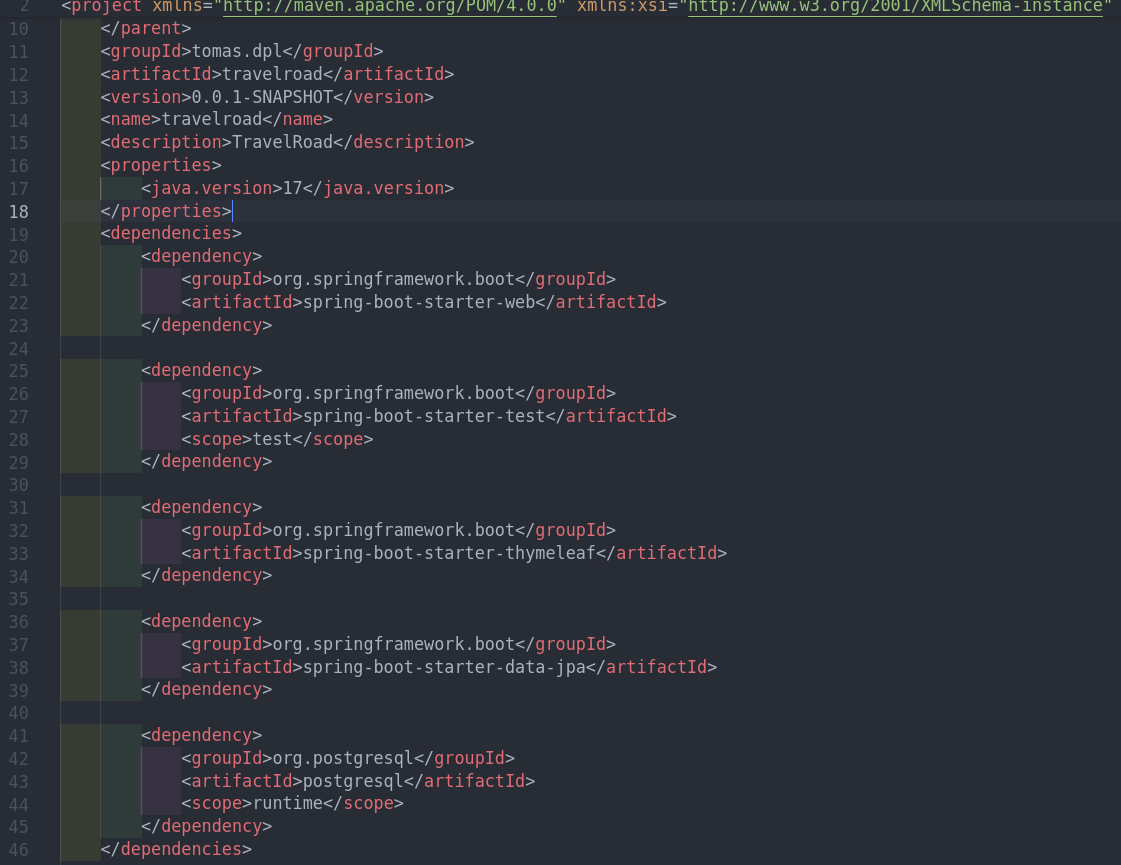 2 <project xmlns="http://maven.apache.org/POM/4.0.0" xmlns:xsi="http://www.w3.org/2001/XMLSchema-instance"
10     </parent>
11     <groupId>tomas.dpl</groupId>
12     <artifactId>travelroad</artifactId>
13     <version>0.0.1-SNAPSHOT</version>
14     <name>travelroad</name>
15     <description>TravelRoad</description>
16     <properties>
17         <java.version>17</java.version>
18     </properties>
19     <dependencies>
20         <dependency>
21             <groupId>org.springframework.boot</groupId>
22             <artifactId>spring-boot-starter-web</artifactId>
23         </dependency>
24
25         <dependency>
26             <groupId>org.springframework.boot</groupId>
27             <artifactId>spring-boot-starter-test</artifactId>
28             <scope>test</scope>
29         </dependency>
30
31         <dependency>
32             <groupId>org.springframework.boot</groupId>
33             <artifactId>spring-boot-starter-thymeleaf</artifactId>
34         </dependency>
35
36         <dependency>
37             <groupId>org.springframework.boot</groupId>
38             <artifactId>spring-boot-starter-data-jpa</artifactId>
39         </dependency>
40
41         <dependency>
42             <groupId>org.postgresql</groupId>
43             <artifactId>postgresql</artifactId>
44             <scope>runtime</scope>
45         </dependency>
46     </dependencies>